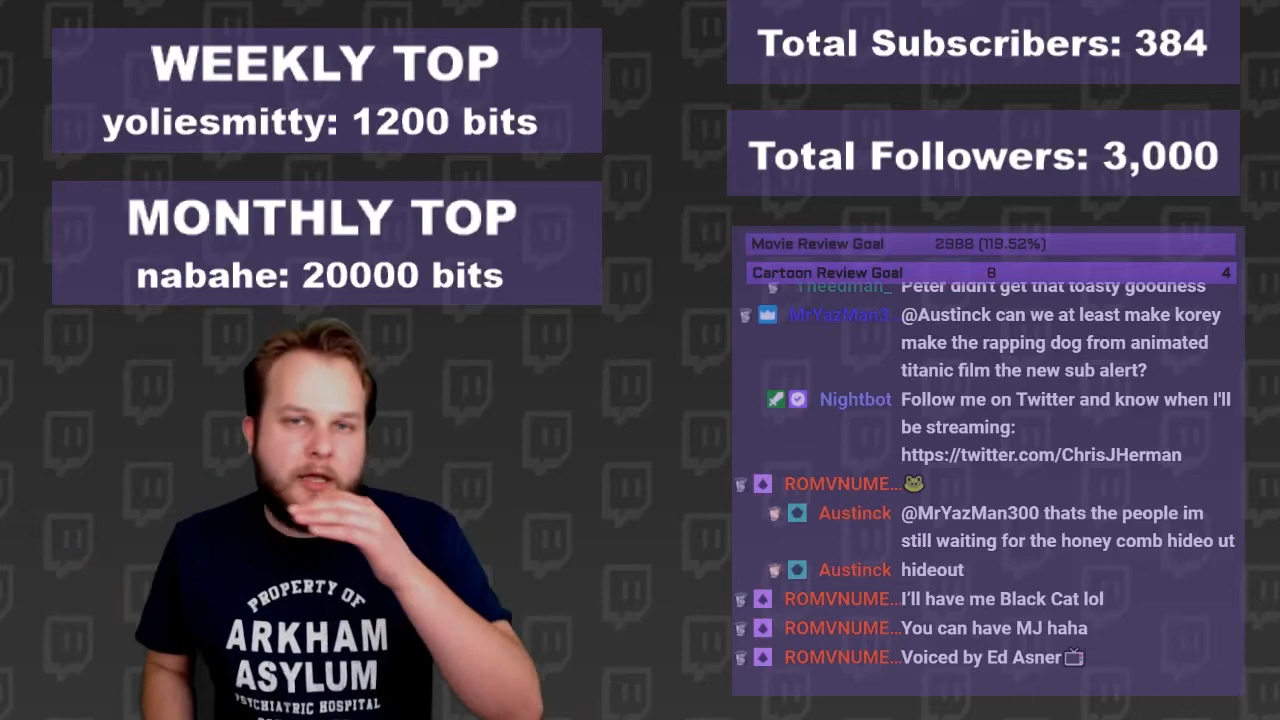 WEEKLY TOP
yoliesmitty: 1200 bits
MONTHLY TOP
nabahe: 20000 bits
Total Subscribers: 384
Total Followers: 3,000
Movie Review Goal 2988 (119.52%)
Cartoon Review Goal 8 4
Theedman_ Peter didn't get that toasty goodness
MrYazMan3... @Austinck can we at least make korey
make the rapping dog from animated
titanic film the new sub alert?
Nightbot Follow me on Twitter and know when I'll
be streaming:
https://twitter.com/ChrisJHerman
ROMVNUME...
Austinck @MrYazMan300 thats the people im
still waiting for the honey comb hideo ut
Austinck hideout
ROMVNUME... I'll have me Black Cat lol
ROMVNUME... You can have MJ haha
ROMVNUME... Voiced by Ed Asner
PROPERTY OF
ARKHAM
ASYLUM
PSYCHIATRIC HOSPITAL